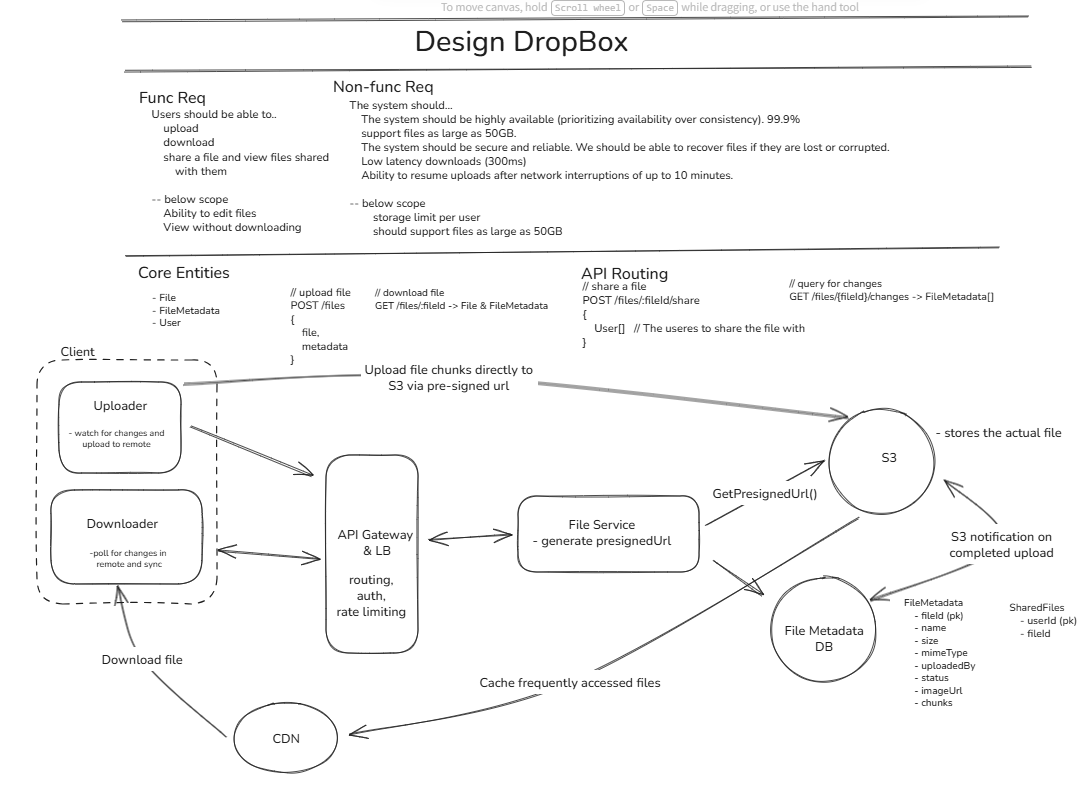 To move canvas, hold Scroll wheel or Space while dragging, or use the hand tool
Design DropBox
Func Req
Users should be able to..
upload
download
share a file and view files shared
with them
-- below scope
Ability to edit files
View without downloading
Non-func Req
The system should...
The system should be highly available (prioritizing availability over consistency). 99.9%
support files as large as 50GB.
The system should be secure and reliable. We should be able to recover files if they are lost or corrupted.
Low latency downloads (300ms)
Ability to resume uploads after network interruptions of up to 10 minutes.
-- below scope
storage limit per user
should support files as large as 50GB
Core Entities
- File
- FileMetadata
- User
// upload file
POST /files
{
file,
metadata
}
// download file
GET /files/:fileId -> File & FileMetadata
API Routing
// share a file
POST /files/:fileId/share
{
User[] // The useres to share the file with
}
// query for changes
GET /files/{fileId}/changes -> FileMetadata[]
Client
Uploader
- watch for changes and
upload to remote
Downloader
-poll for changes in
remote and sync
Upload file chunks directly to
S3 via pre-signed url
API Gateway
& LB
routing,
auth,
rate limiting
File Service
- generate presignedUrl
GetPresignedUrl()
S3
- stores the actual file
S3 notification on
completed upload
File Metadata
DB
FileMetadata
- fileId (pk)
- name
- size
- mimeType
- uploadedBy
- status
- imageUrl
- chunks
SharedFiles
- userId (pk)
- fileId
Download file
Cache frequently accessed files
CDN